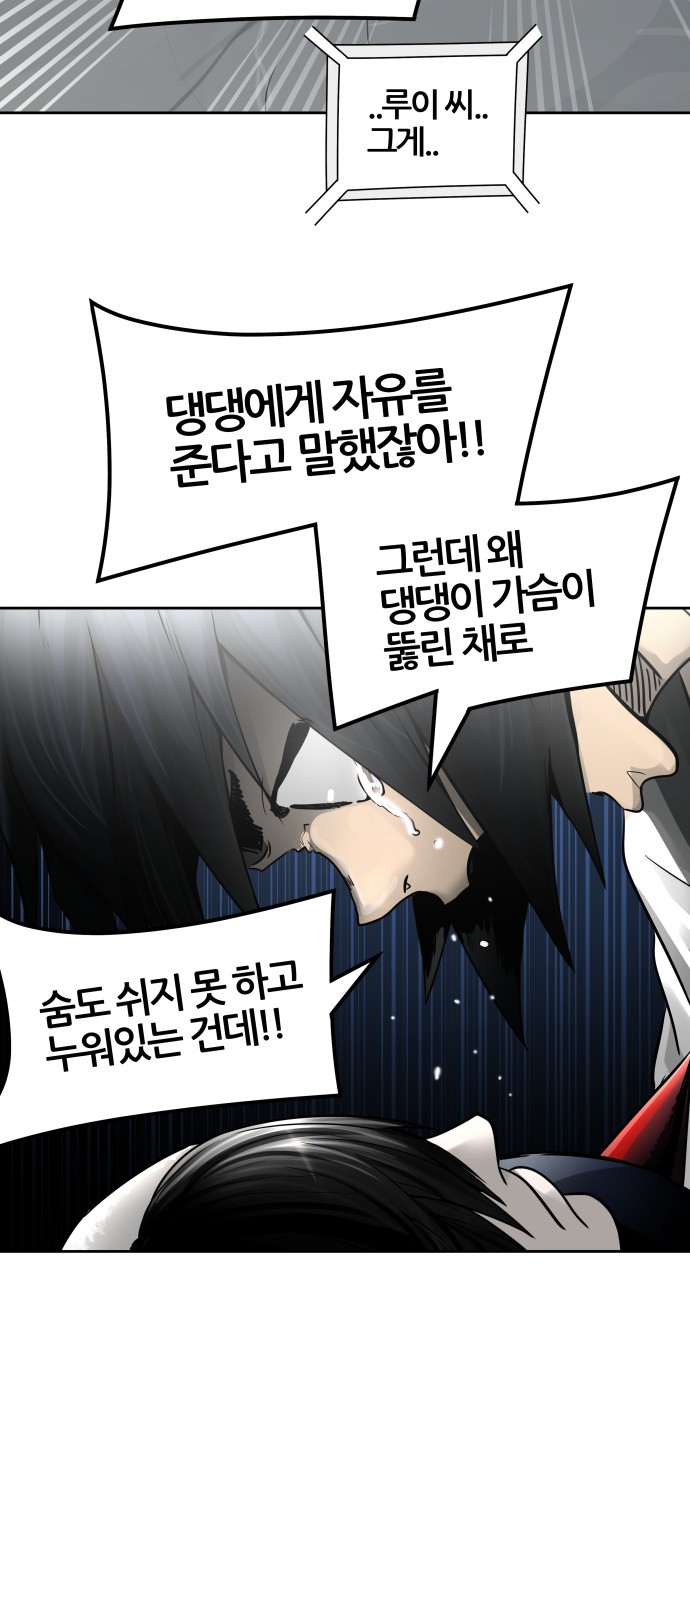 ..루이 씨..
그게..
댕댕에게 자유를
준다고 말했잖아!!
그런데 왜
댕댕이 가슴이
뚫린 채로
숨도 쉬지 못 하고
누워있는 건데!!